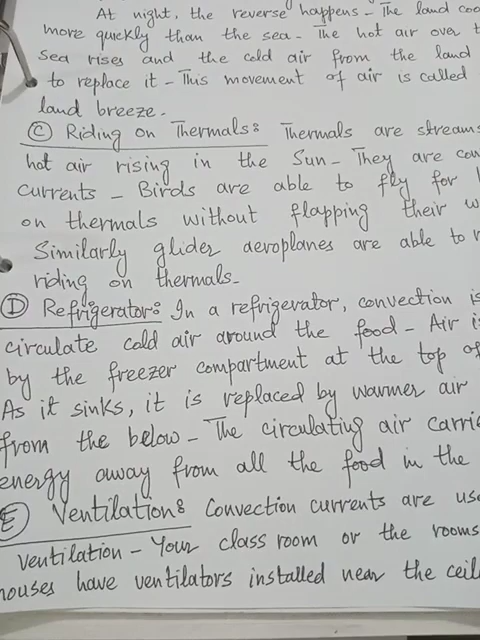 At night, the reverse happens - The land coo
more quickly than the sea - The hot air over t
sea rises and the cold air from the land
to replace it - This movement of air is called
land breeze -
Ⓒ Riding on Thermals: Thermals are stream
hot air rising in the Sun - They are con
currents - Birds are able to fly for l
on thermals without flapping their w
Similarly glider aeroplanes are able to r
riding on thermals -
Ⓓ Refrigerator: In a refrigerator, convection is
circulate cold air around the food - Air i
by the freezer compartment at the top of
As it sinks, it is replaced by warmer air
from the below - The circulating air carri
energy away from all the food in the
Ⓔ Ventilation: Convection currents are use
ventilation - Your class room or the rooms
houses have ventilators installed near the ceil